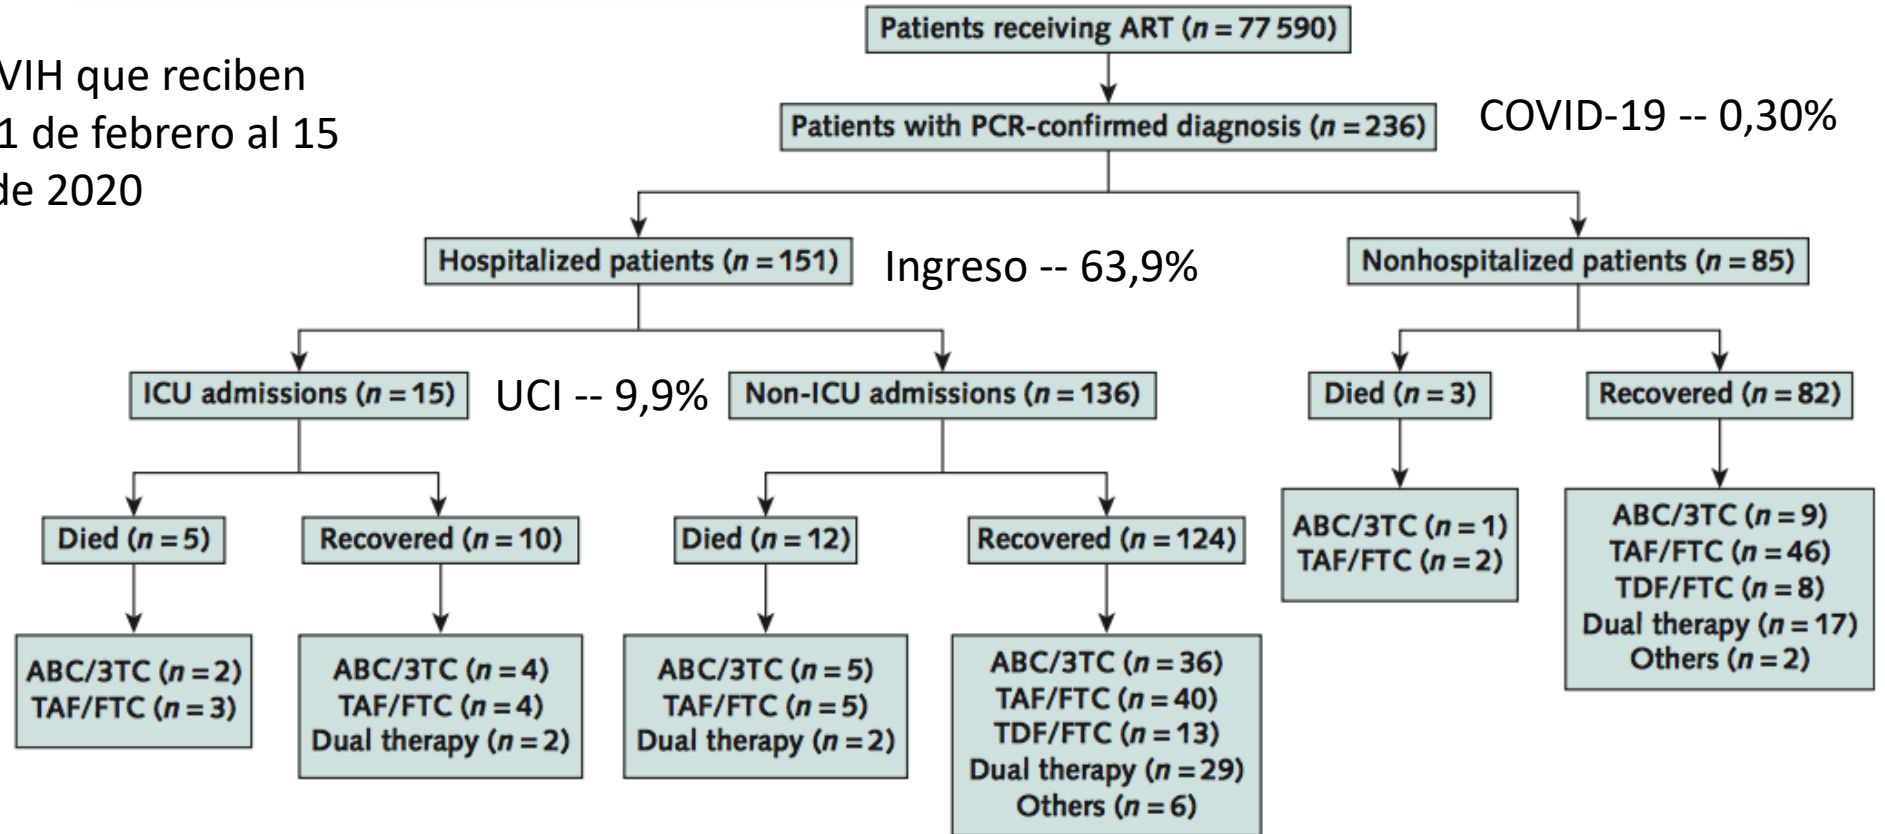 Patients receiving ART (n = 77 590)
VIH que reciben
1 de febrero al 15
de 2020
Patients with PCR-confirmed diagnosis (n = 236)
COVID-19 -- 0,30%
Hospitalized patients (n = 151)
Ingreso -- 63,9%
Nonhospitalized patients (n = 85)
ICU admissions (n = 15)
UCI -- 9,9%
Non-ICU admissions (n = 136)
Died (n = 3)
Recovered (n = 82)
Died (n = 5)
Recovered (n = 10)
Died (n = 12)
Recovered (n = 124)
ABC/3TC (n = 1)
TAF/FTC (n = 2)
ABC/3TC (n = 9)
TAF/FTC (n = 46)
TDF/FTC (n = 8)
Dual therapy (n = 17)
Others (n = 2)
ABC/3TC (n = 2)
TAF/FTC (n = 3)
ABC/3TC (n = 4)
TAF/FTC (n = 4)
Dual therapy (n = 2)
ABC/3TC (n = 5)
TAF/FTC (n = 5)
Dual therapy (n = 2)
ABC/3TC (n = 36)
TAF/FTC (n = 40)
TDF/FTC (n = 13)
Dual therapy (n = 29)
Others (n = 6)